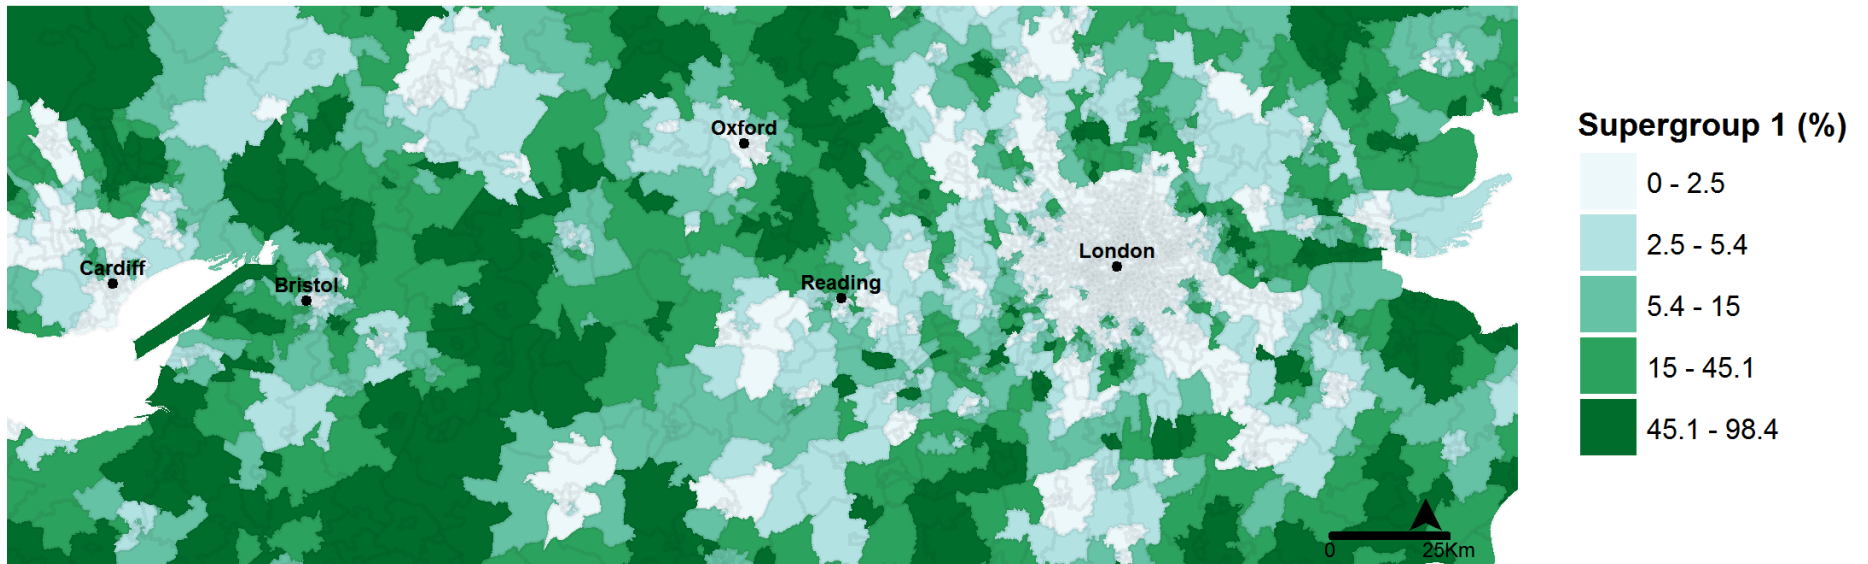 Oxford
London
Cardiff
Bristol
Reading
0 25Km
Supergroup 1 (%)
0 - 2.5
2.5 - 5.4
5.4 - 15
15 - 45.1
45.1 - 98.4